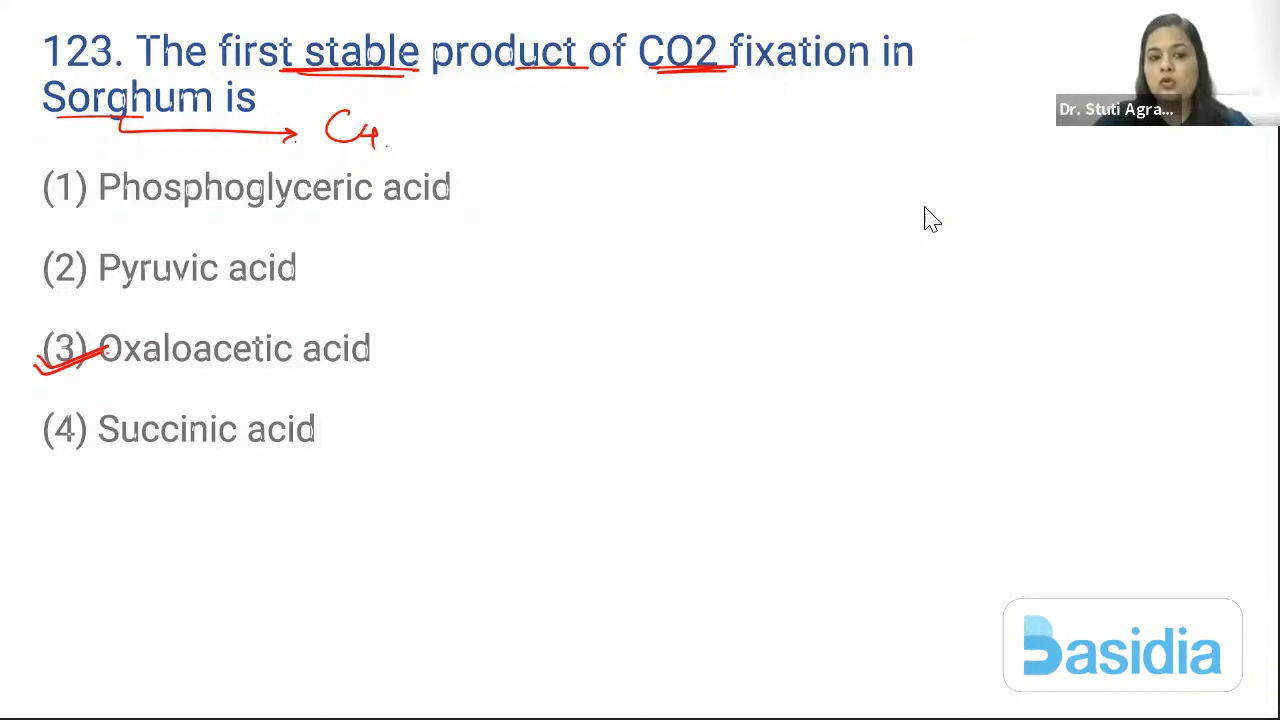 123. The first stable product of CO2 fixation in
Sorghum is
C4
(1) Phosphoglyceric acid
(2) Pyruvic acid
(3) Oxaloacetic acid
(4) Succinic acid
Dr. Stuti Agra...
Basidia